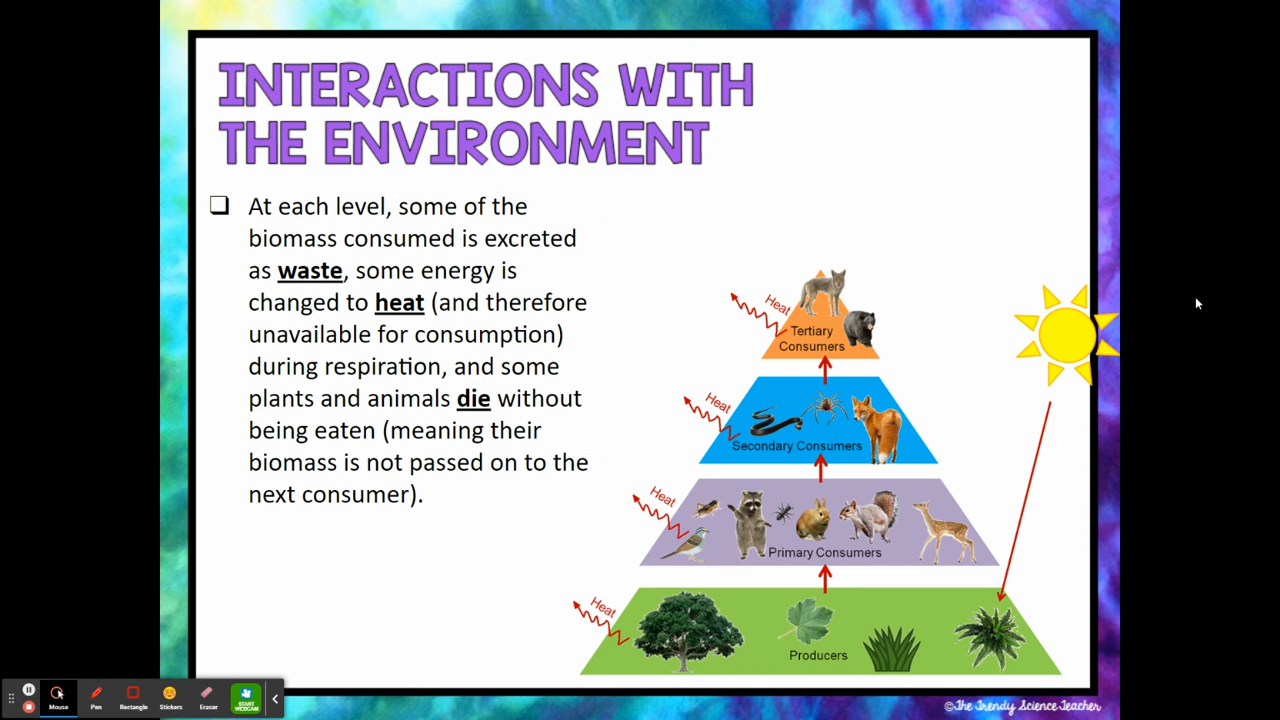 INTERACTIONS WITH
THE ENVIRONMENT
❑ At each level, some of the
biomass consumed is excreted
as waste, some energy is
changed to heat (and therefore
unavailable for consumption)
during respiration, and some
plants and animals die without
being eaten (meaning their
biomass is not passed on to the
next consumer).
Heat
Tertiary
Consumers
Heat
Secondary Consumers
Heat
Primary Consumers
Heat
Producers
Mouse
Pen
Rectangle
Stickers
Eraser
START
WEBCAM
©The Trendy Science Teacher